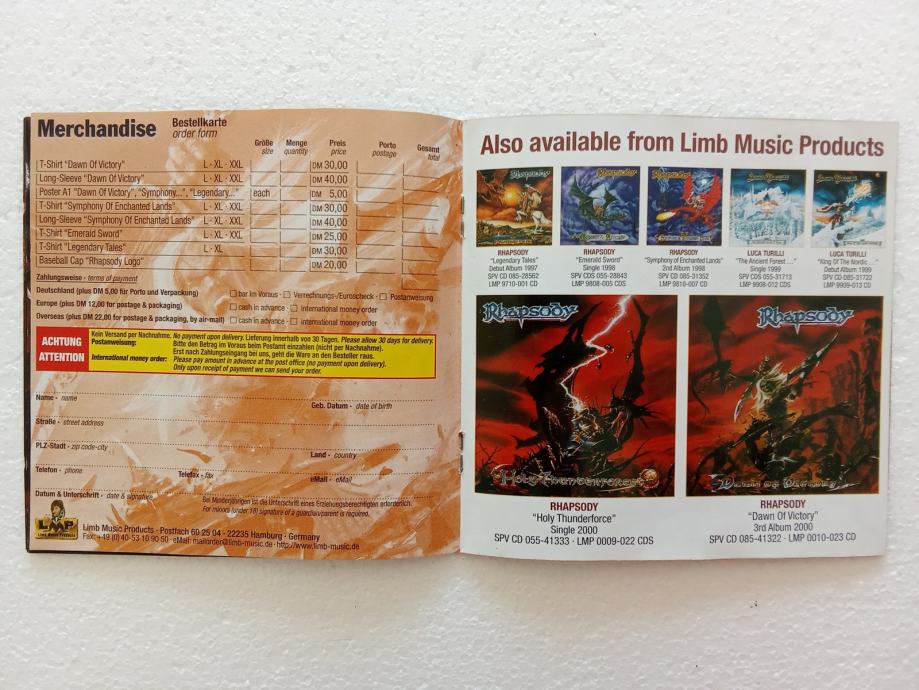 Merchandise Bestellkarte
order form
Größe Menge Preis Porto Gesamt
size quantity price postage total
T-Shirt "Dawn Of Victory" L - XL - XXL DM 30,00
Long-Sleeve "Dawn Of Victory" L - XL - XXL DM 40,00
Poster A1 "Dawn Of Victory", "Symphony...", "Legendary..." each DM 5,00
T-Shirt "Symphony Of Enchanted Lands" L - XL - XXL DM 30,00
Long-Sleeve "Symphony Of Enchanted Lands" L - XL - XXL DM 40,00
T-Shirt "Emerald Sword" L - XL - XXL DM 25,00
T-Shirt "Legendary Tales" L - XL DM 30,00
Baseball Cap "Rhapsody Logo" DM 20,00
Zahlungsweise - terms of payment
Deutschland (plus DM 5,00 für Porto und Verpackung) bar im Voraus - Verrechnungs-/Euroscheck - Postanweisung
Europe (plus DM 12,00 for postage & packaging) cash in advance - international money order
Overseas (plus DM 22,00 for postage & packaging, by air-mail) cash in advance - international money order
ACHTUNG
ATTENTION
Kein Versand per Nachnahme. No payment upon delivery. Lieferung innerhalb von 30 Tagen. Please allow 30 days for delivery.
Postanweisung: Bitte den Betrag im Voraus beim Postamt einzahlen (nicht per Nachnahme).
Erst nach Zahlungseingang bei uns, geht die Ware an den Besteller raus.
International money order: Please pay amount in advance at the post office (no payment upon delivery).
Only upon receipt of payment we can send your order.
Name - name
Geb. Datum - date of birth
Straße - street address
PLZ-Stadt - zip code-city
Land - country
Telefon - phone
Telefax - fax
eMail - eMail
Datum & Unterschrift - date & signature
Bei Minderjährigen ist die Unterschrift eines Erziehungsberechtigten erforderlich.
For minors (under 18) signature of a guardian/parent is required.
LMP
Limb Music Products
Limb Music Products - Postfach 60 25 04 - 22235 Hamburg - Germany
Fax: +49 (0) 40-53 10 90 50 - eMail: mailorder@limb-music.de - http://www.limb-music.de
Also available from Limb Music Products
RHAPSODY
"Legendary Tales"
Debut Album 1997
SPV CD 085-28562
LMP 9710-001 CD
RHAPSODY
"Emerald Sword"
Single 1998
SPV CDS 055-28843
LMP 9808-005 CDS
RHAPSODY
"Symphony of Enchanted Lands"
2nd Album 1998
SPV CD 085-31352
LMP 9810-007 CD
LUCA TURILLI
"The Ancient Forest ..."
Single 1999
SPV CDS 055-31713
LMP 9908-012 CDS
LUCA TURILLI
"King Of The Nordic ..."
Debut Album 1999
SPV CD 085-31722
LMP 9909-013 CD
Rhapsody
Holy Thunderforce
Rhapsody
Dawn of Victory
RHAPSODY
"Holy Thunderforce"
Single 2000
SPV CD 055-41333 - LMP 0009-022 CDS
RHAPSODY
"Dawn Of Victory"
3rd Album 2000
SPV CD 085-41322 - LMP 0010-023 CD